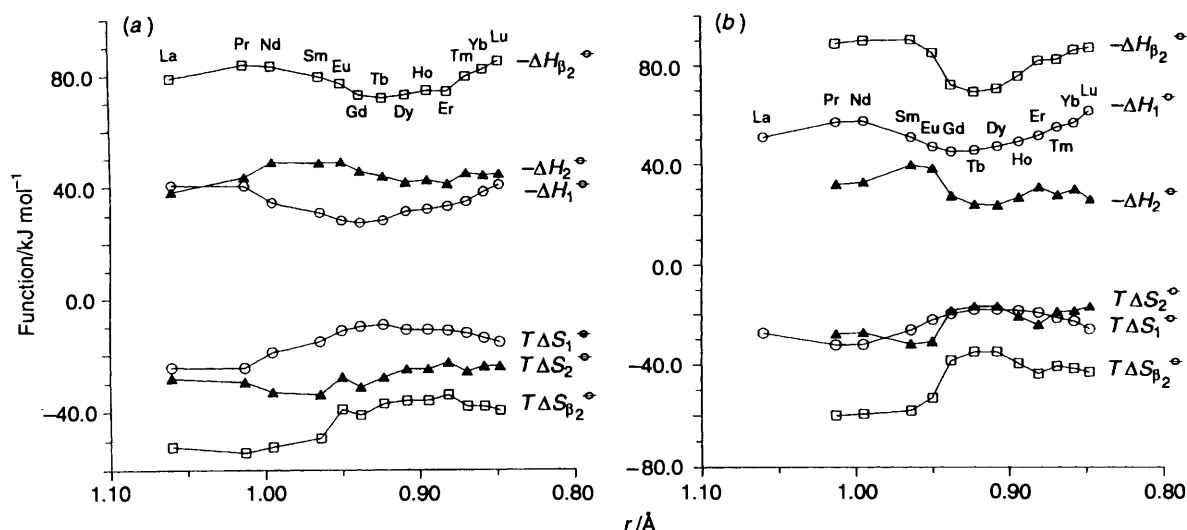 (a)
La
Pr
Nd
Sm
Eu
Gd
Tb
Dy
Ho
Er
Tm
Yb
Lu
−ΔHβ2⦵
−ΔH2⦵
−ΔH1⦵
TΔS1⦵
TΔS2⦵
TΔSβ2⦵
Function/kJ mol−1
80.0
40.0
0.0
−40.0
1.10
1.00
0.90
0.80
(b)
La
Pr
Nd
Sm
Eu
Gd
Tb
Dy
Ho
Er
Tm
Yb
Lu
−ΔHβ2⦵
−ΔH1⦵
−ΔH2⦵
TΔS2⦵
TΔS1⦵
TΔSβ2⦵
80.0
40.0
0.0
−40.0
−80.0
1.10
1.00
0.90
0.80
r/Å